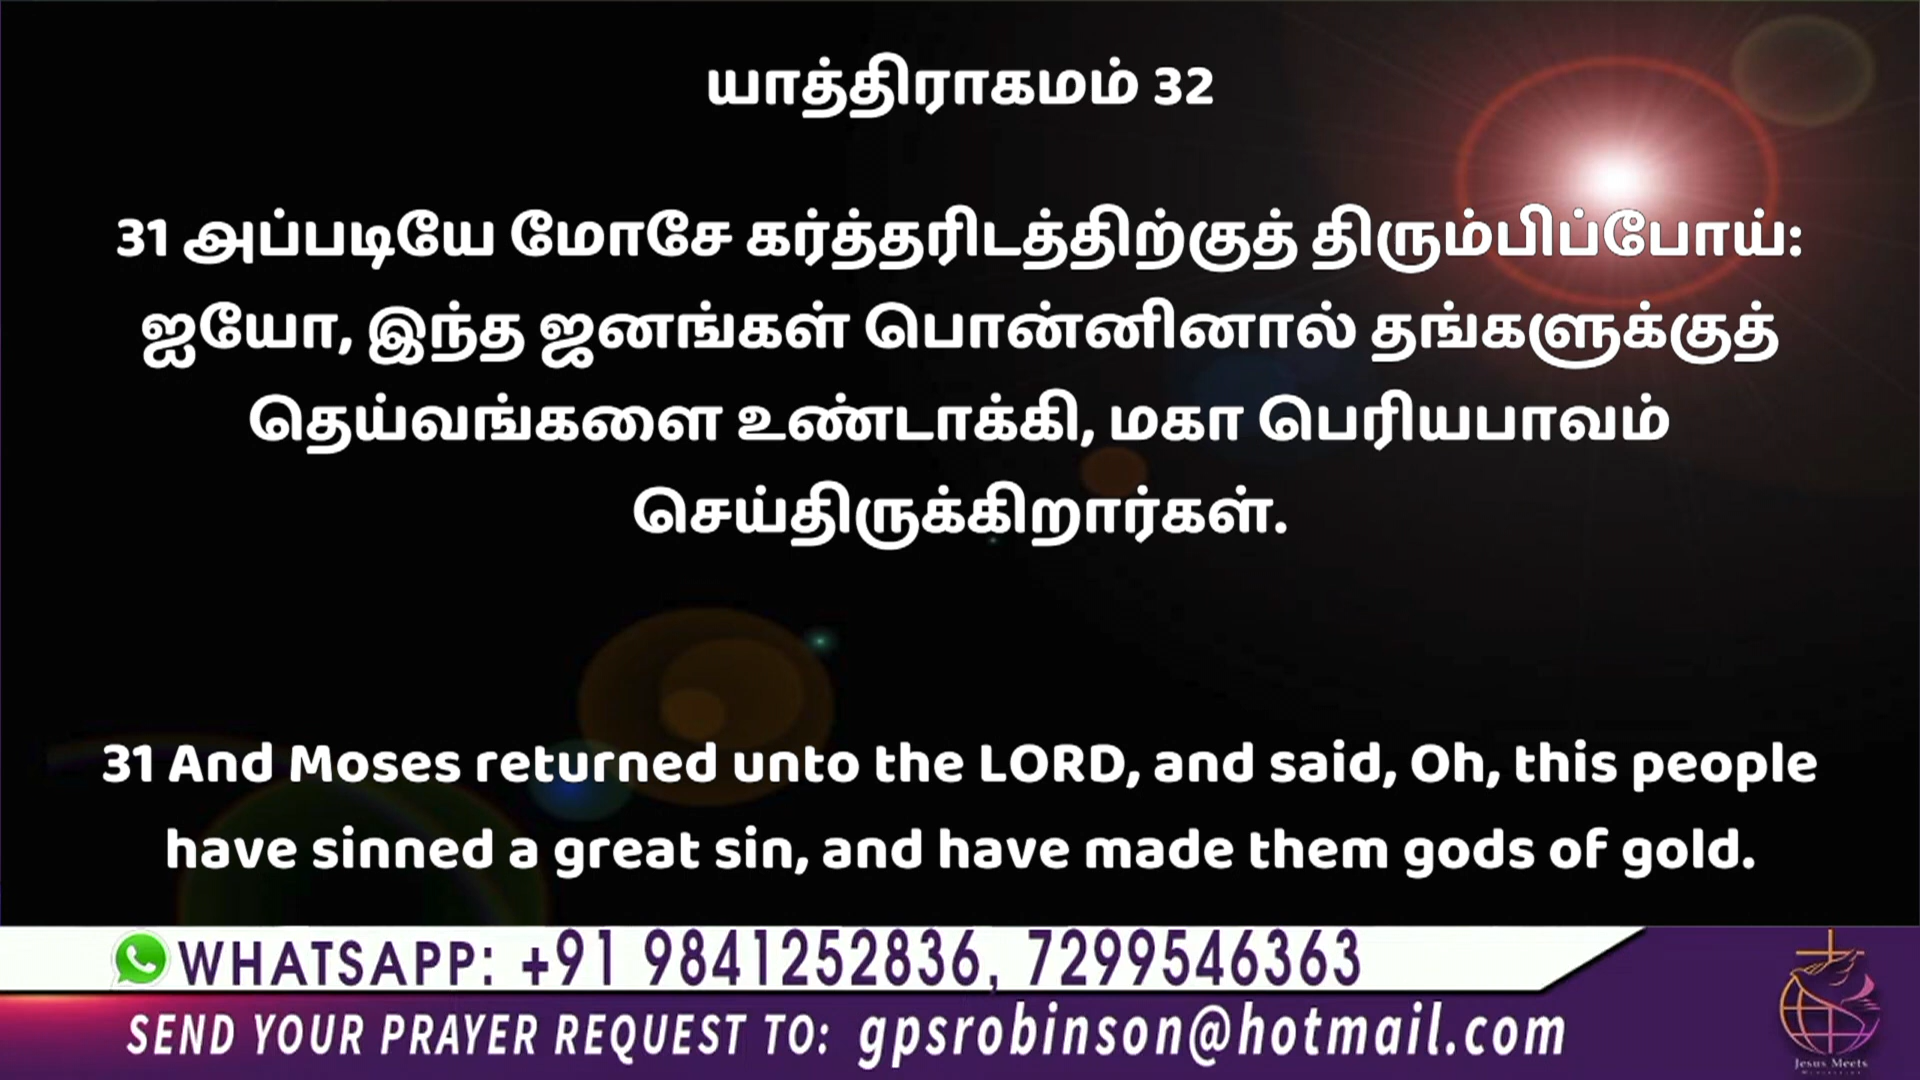 யாத்திராகமம் 32
31 அப்படியே மோசே கர்த்தரிடத்திற்குத் திரும்பிப்போய்:
ஐயோ, இந்த ஜனங்கள் பொன்னினால் தங்களுக்குத்
தெய்வங்களை உண்டாக்கி, மகா பெரியபாவம்
செய்திருக்கிறார்கள்.
31 And Moses returned unto the LORD, and said, Oh, this people
have sinned a great sin, and have made them gods of gold.
WHATSAPP: +91 9841252836, 7299546363
SEND YOUR PRAYER REQUEST TO: gpsrobinson@hotmail.com
Jesus Meets